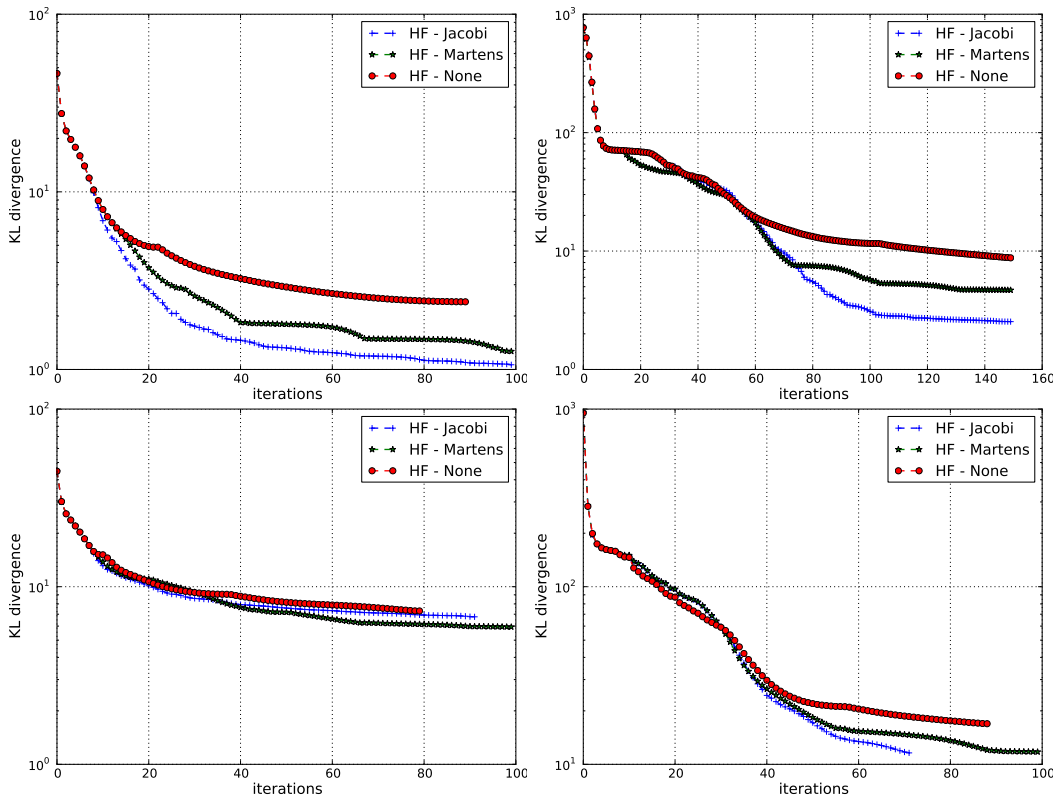 10^2
HF - Jacobi
HF - Martens
HF - None
10^1
KL divergence
10^0
0 20 40 60 80 100
iterations
10^3
HF - Jacobi
HF - Martens
HF - None
10^2
KL divergence
10^1
10^0
0 20 40 60 80 100 120 140 160
iterations
10^2
HF - Jacobi
HF - Martens
HF - None
10^1
KL divergence
10^0
0 20 40 60 80 100
iterations
10^3
HF - Jacobi
HF - Martens
HF - None
10^2
KL divergence
10^1
0 20 40 60 80 100
iterations